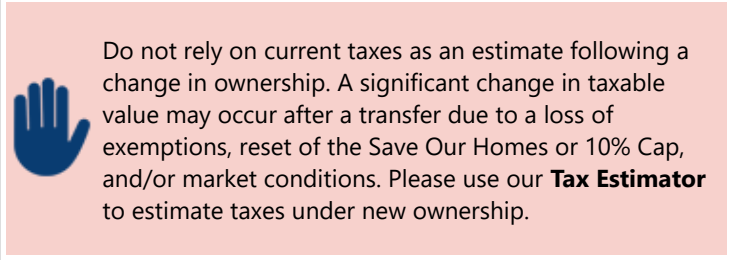 Do not rely on current taxes as an estimate following a
change in ownership. A significant change in taxable
value may occur after a transfer due to a loss of
exemptions, reset of the Save Our Homes or 10% Cap,
and/or market conditions. Please use our Tax Estimator
to estimate taxes under new ownership.